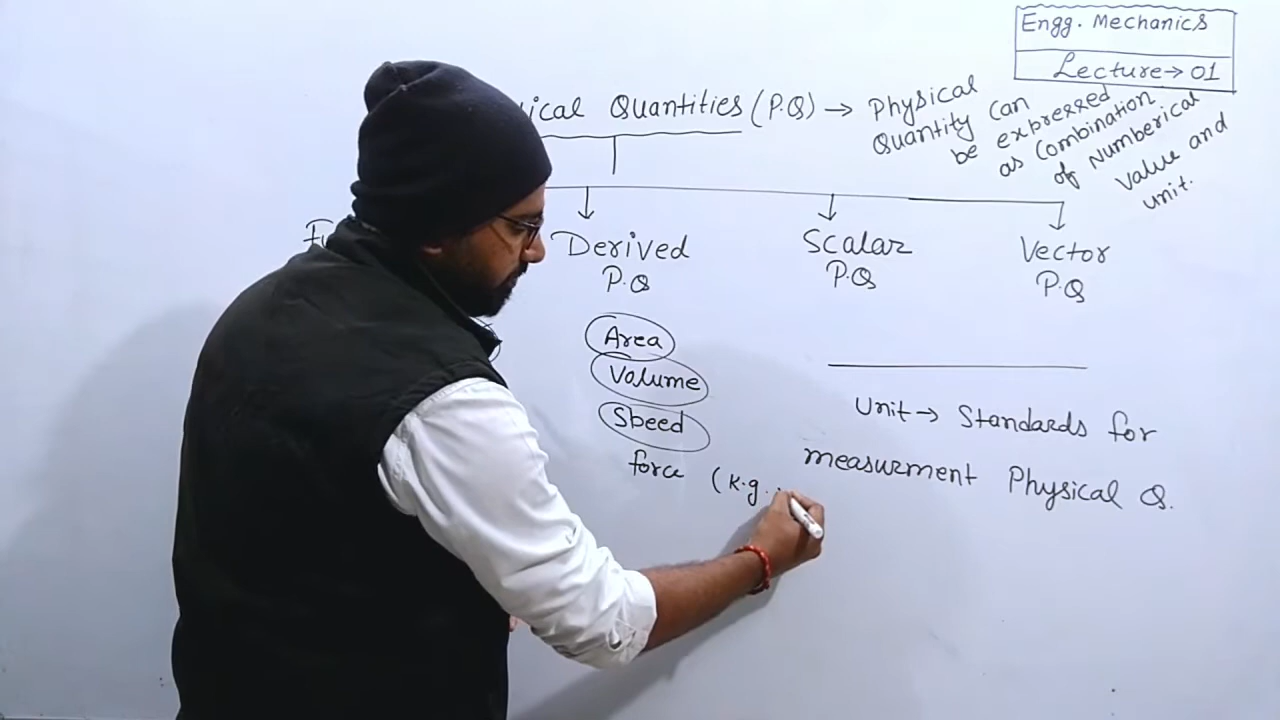 Engg. Mechanics
Lecture→ 01
ical Quantities (P.Q) → Physical
Quantity can
be expressed
as Combination
of Numberical
Value and
unit.
Derived
P.Q
Scalar
P.Q
Vector
P.Q
Area
Volume
Speed
force (K.g.
Unit→ Standards for
measurment Physical Q.